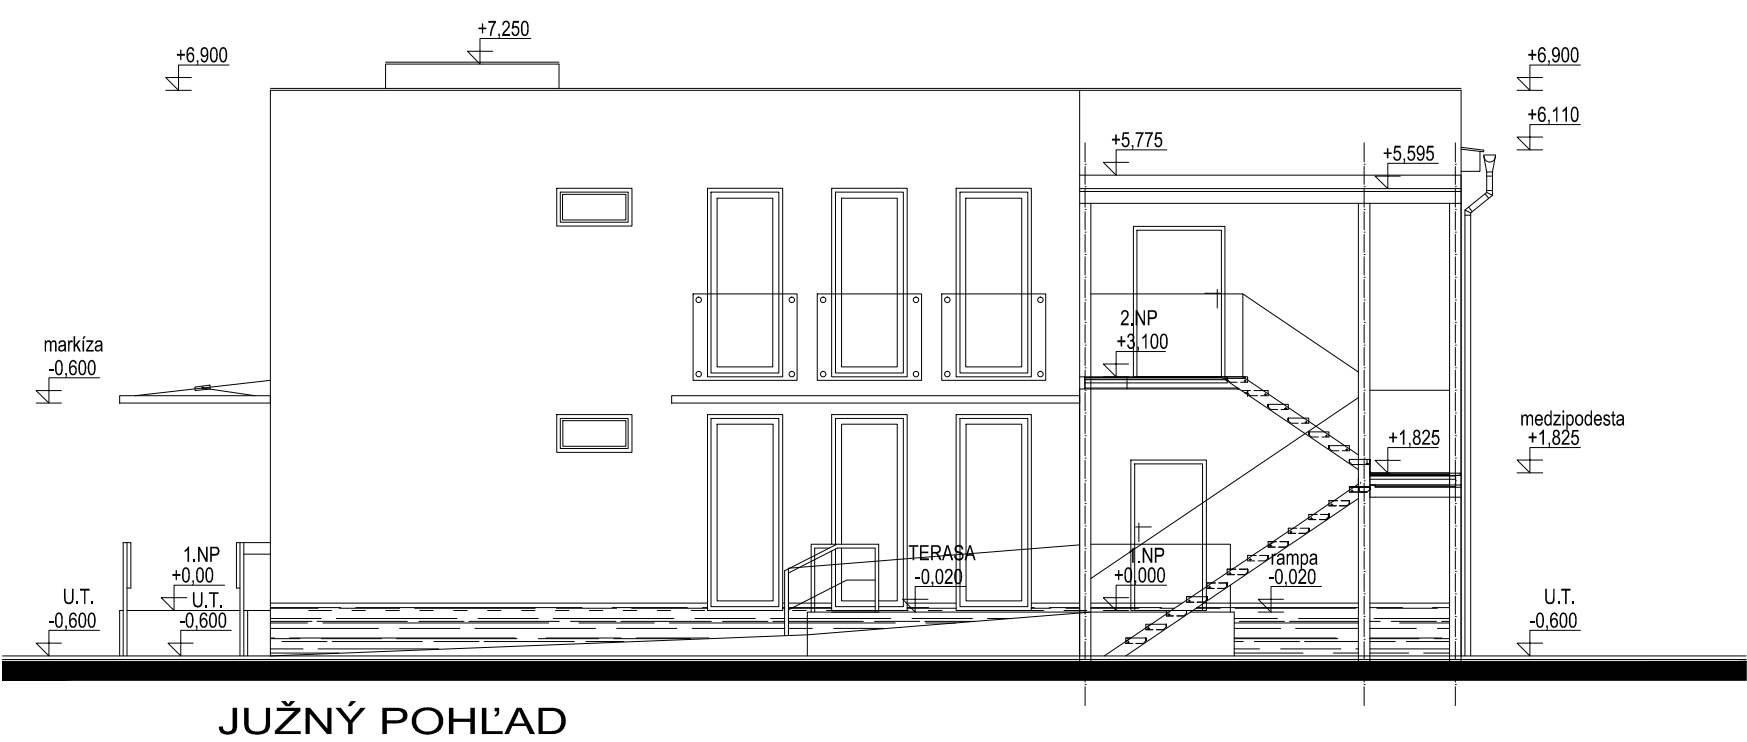 +7,250
+6,900
+6,900
+6,110
+5,775
+5,595
2.NP
+3,100
markíza
-0,600
medzipodesta
+1,825
+1,825
1.NP
+0,00
U.T.
-0,600
U.T.
-0,600
TERASA
-0,020
1.NP
+0,000
rampa
-0,020
U.T.
-0,600
JUŽNÝ POHĽAD